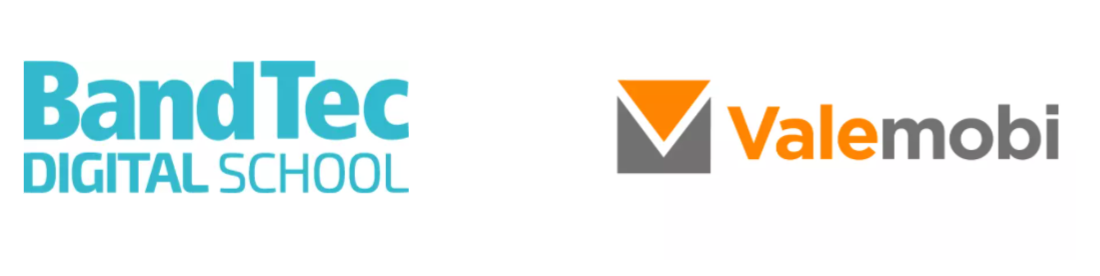 BandTec
DIGITAL SCHOOL
Valemobi